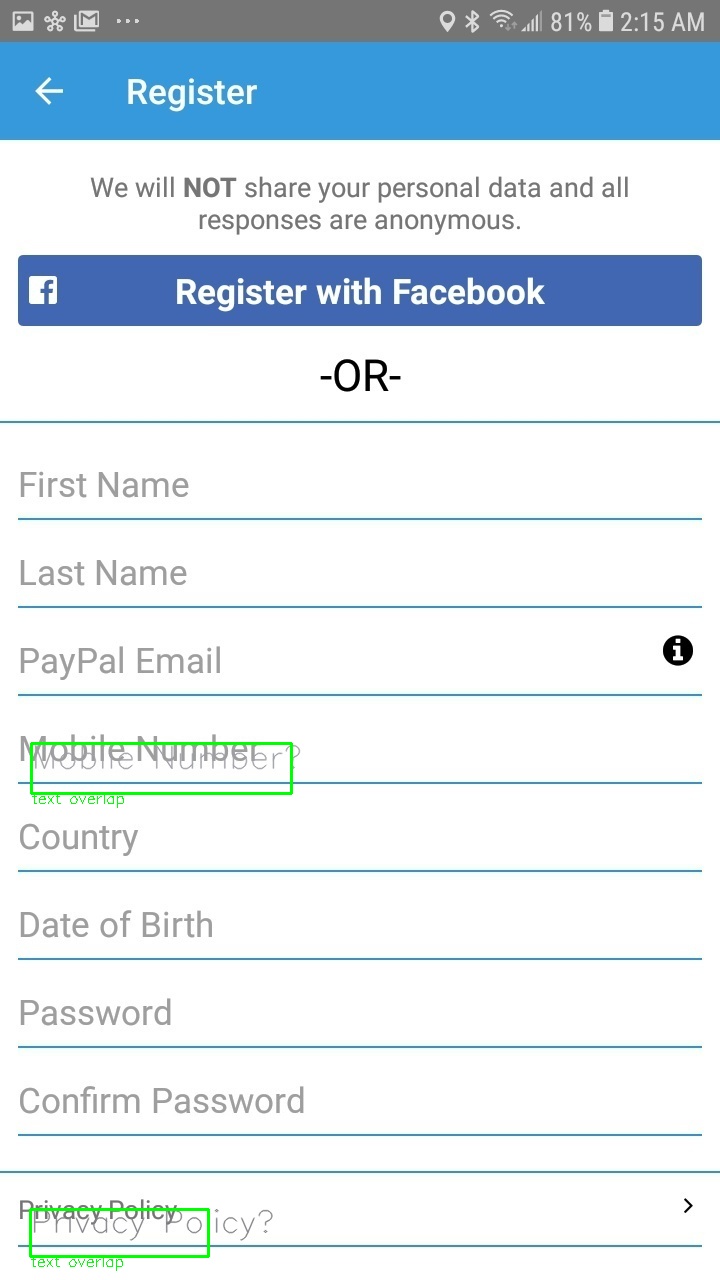 81% 2:15 AM
Register
We will NOT share your personal data and all
responses are anonymous.
Register with Facebook
-OR-
First Name
Last Name
PayPal Email
Mobile Number
Mobile Number?
text overlap
Country
Date of Birth
Password
Confirm Password
Privacy Policy
Privacy Policy?
text overlap